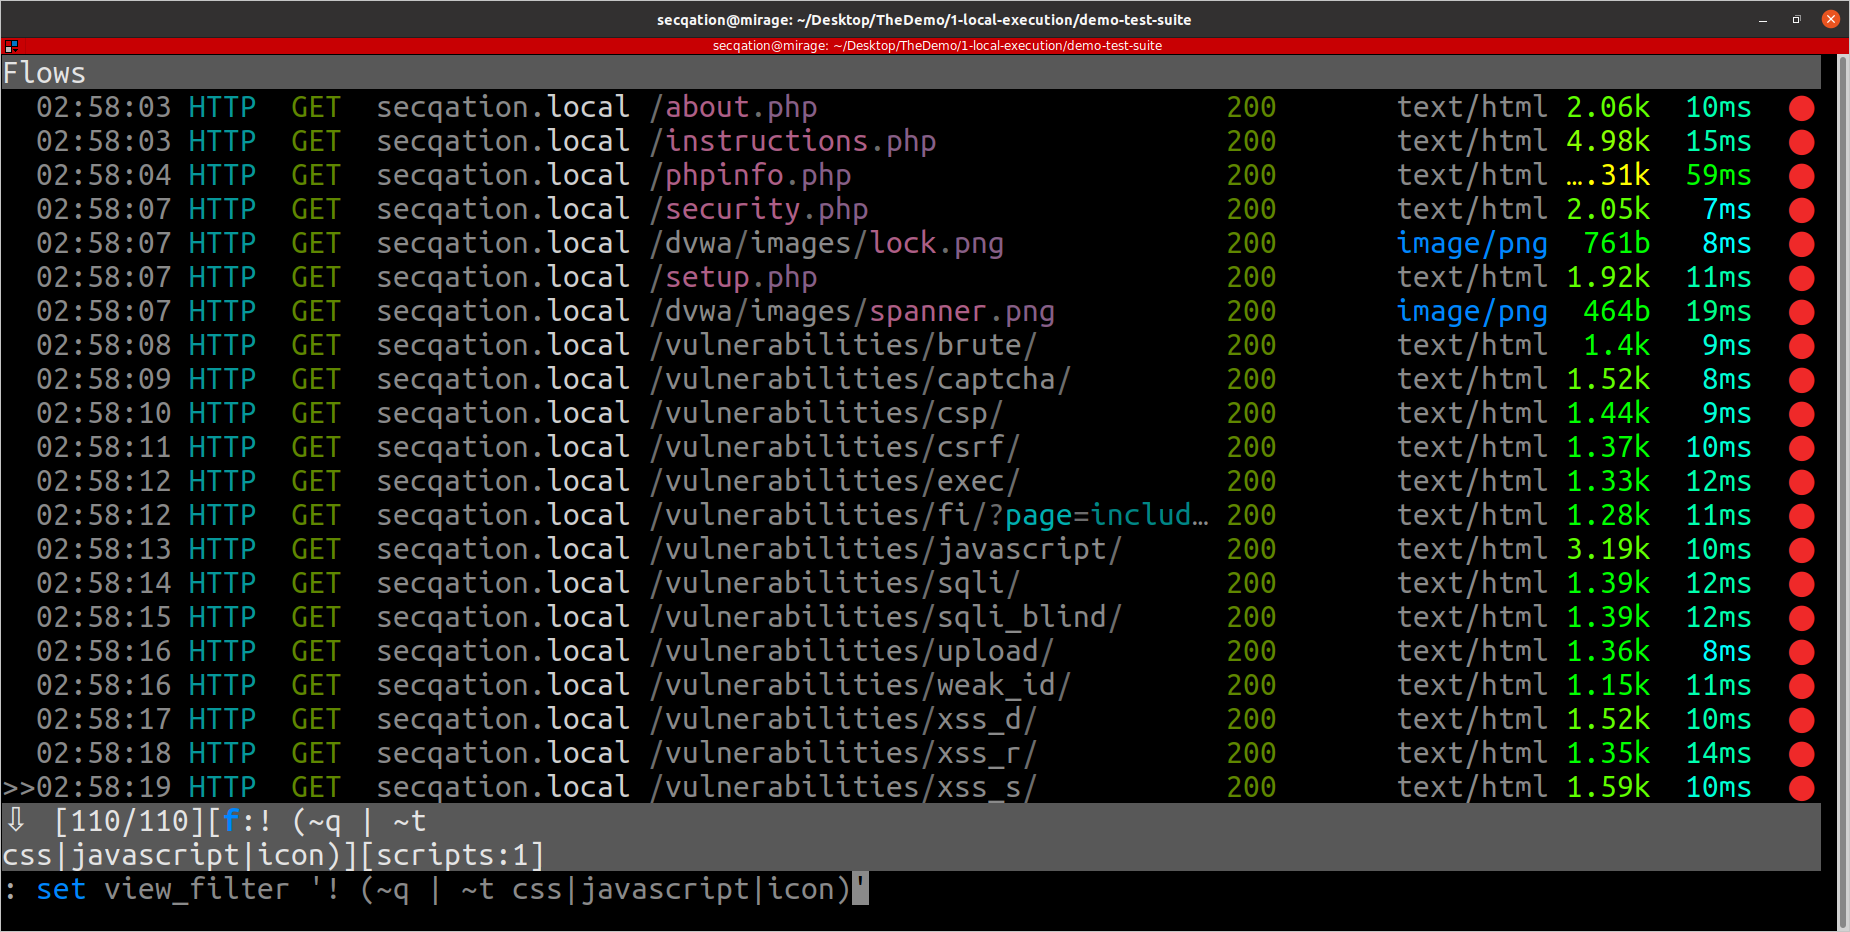 secqation@mirage: ~/Desktop/TheDemo/1-local-execution/demo-test-suite
secqation@mirage: ~/Desktop/TheDemo/1-local-execution/demo-test-suite
Flows
02:58:03 HTTP GET secqation.local /about.php 200 text/html 2.06k 10ms
02:58:03 HTTP GET secqation.local /instructions.php 200 text/html 4.98k 15ms
02:58:04 HTTP GET secqation.local /phpinfo.php 200 text/html ….31k 59ms
02:58:07 HTTP GET secqation.local /security.php 200 text/html 2.05k 7ms
02:58:07 HTTP GET secqation.local /dvwa/images/lock.png 200 image/png 761b 8ms
02:58:07 HTTP GET secqation.local /setup.php 200 text/html 1.92k 11ms
02:58:07 HTTP GET secqation.local /dvwa/images/spanner.png 200 image/png 464b 19ms
02:58:08 HTTP GET secqation.local /vulnerabilities/brute/ 200 text/html 1.4k 9ms
02:58:09 HTTP GET secqation.local /vulnerabilities/captcha/ 200 text/html 1.52k 8ms
02:58:10 HTTP GET secqation.local /vulnerabilities/csp/ 200 text/html 1.44k 9ms
02:58:11 HTTP GET secqation.local /vulnerabilities/csrf/ 200 text/html 1.37k 10ms
02:58:12 HTTP GET secqation.local /vulnerabilities/exec/ 200 text/html 1.33k 12ms
02:58:12 HTTP GET secqation.local /vulnerabilities/fi/?page=includ… 200 text/html 1.28k 11ms
02:58:13 HTTP GET secqation.local /vulnerabilities/javascript/ 200 text/html 3.19k 10ms
02:58:14 HTTP GET secqation.local /vulnerabilities/sqli/ 200 text/html 1.39k 12ms
02:58:15 HTTP GET secqation.local /vulnerabilities/sqli_blind/ 200 text/html 1.39k 12ms
02:58:16 HTTP GET secqation.local /vulnerabilities/upload/ 200 text/html 1.36k 8ms
02:58:16 HTTP GET secqation.local /vulnerabilities/weak_id/ 200 text/html 1.15k 11ms
02:58:17 HTTP GET secqation.local /vulnerabilities/xss_d/ 200 text/html 1.52k 10ms
02:58:18 HTTP GET secqation.local /vulnerabilities/xss_r/ 200 text/html 1.35k 14ms
>>02:58:19 HTTP GET secqation.local /vulnerabilities/xss_s/ 200 text/html 1.59k 10ms
⇩ [110/110][f:! (~q | ~t
css|javascript|icon)][scripts:1]
: set view_filter '! (~q | ~t css|javascript|icon)'